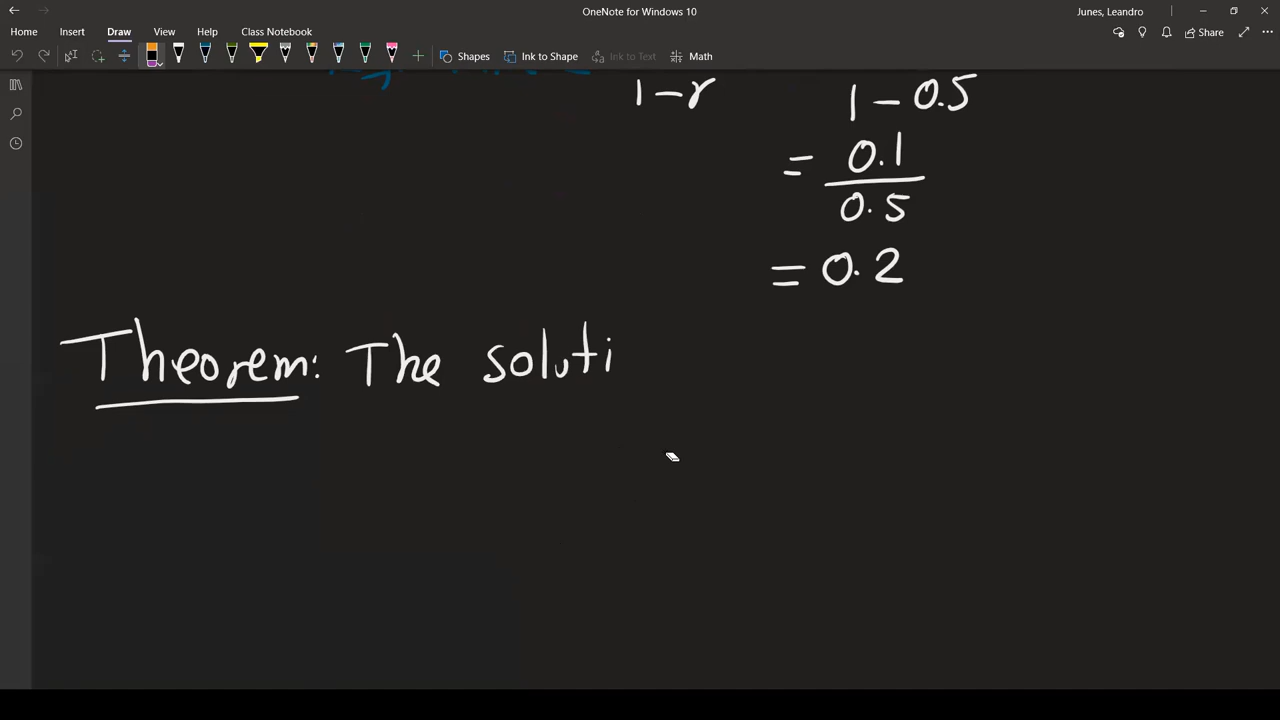 OneNote for Windows 10
Junes, Leandro
Home Insert Draw View Help Class Notebook
Share
Shapes Ink to Shape Ink to Text Math
1 - r 1 - 0.5
= 0.1
0.5
= 0.2
Theorem: The soluti